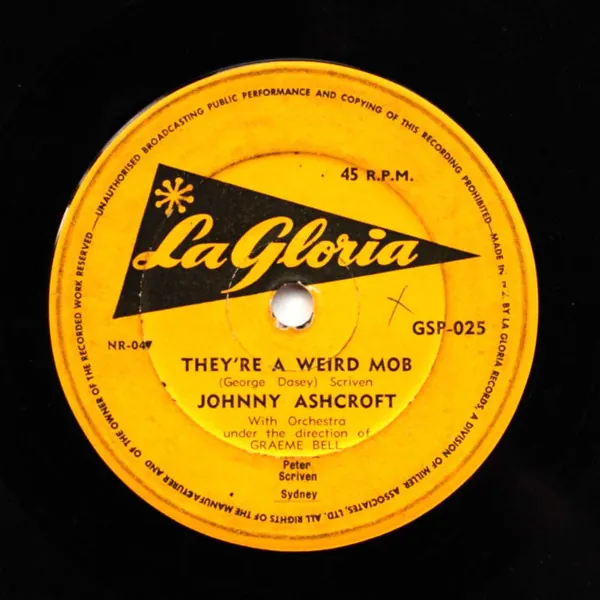 UNAUTHORISED BROADCASTING PUBLIC PERFORMANCE AND COPYING OF THIS RECORDING PROHIBITED—MADE IN N.Z. BY LA GLORIA RECORDS, A DIVISION OF MILLER ASSOCIATES, LTD. ALL RIGHTS OF THE MANUFACTURER AND OF THE OWNER OF THE RECORDED WORK RESERVED—
45 R.P.M.
La Gloria
GSP-025
THEY'RE A WEIRD MOB
(George Dasey) Scriven
JOHNNY ASHCROFT
With Orchestra
under the direction of
GRAEME BELL
Peter
Scriven
Sydney